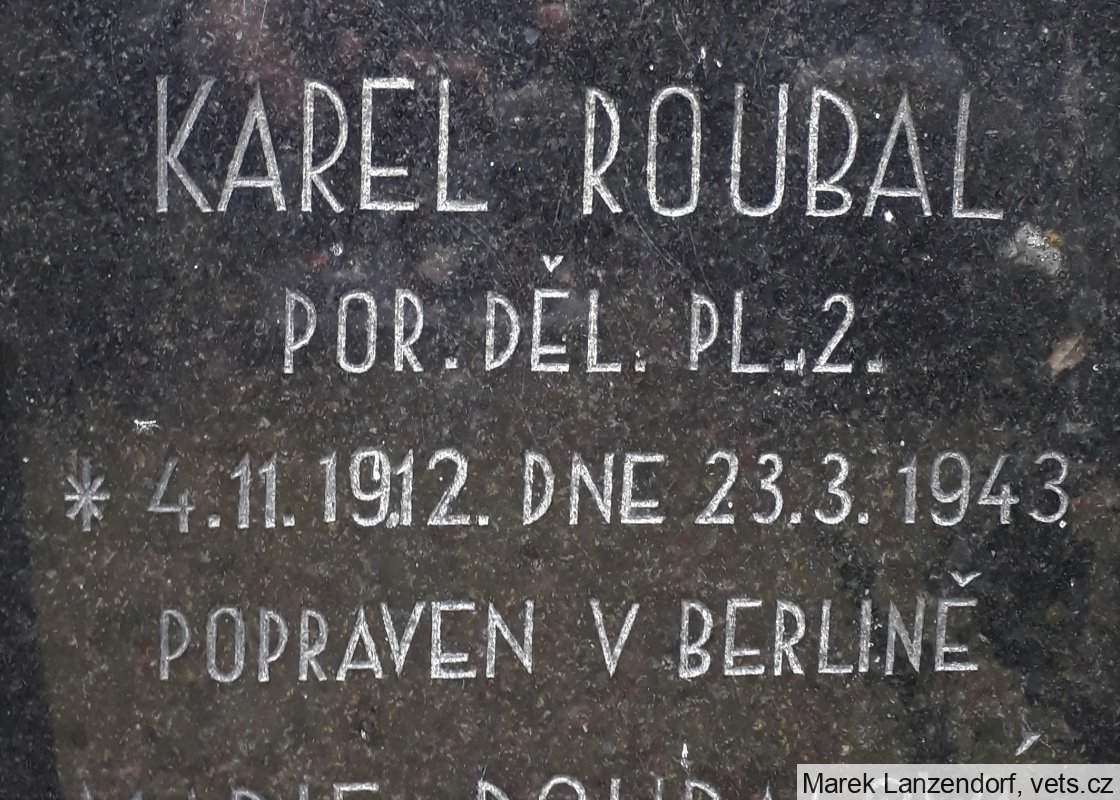 KAREL ROUBAL
POR. DĚL. PL. 2.
* 4. 11. 1912. DNE 23. 3. 1943
POPRAVEN V BERLINĚ
Marek Lanzendorf, vets.cz